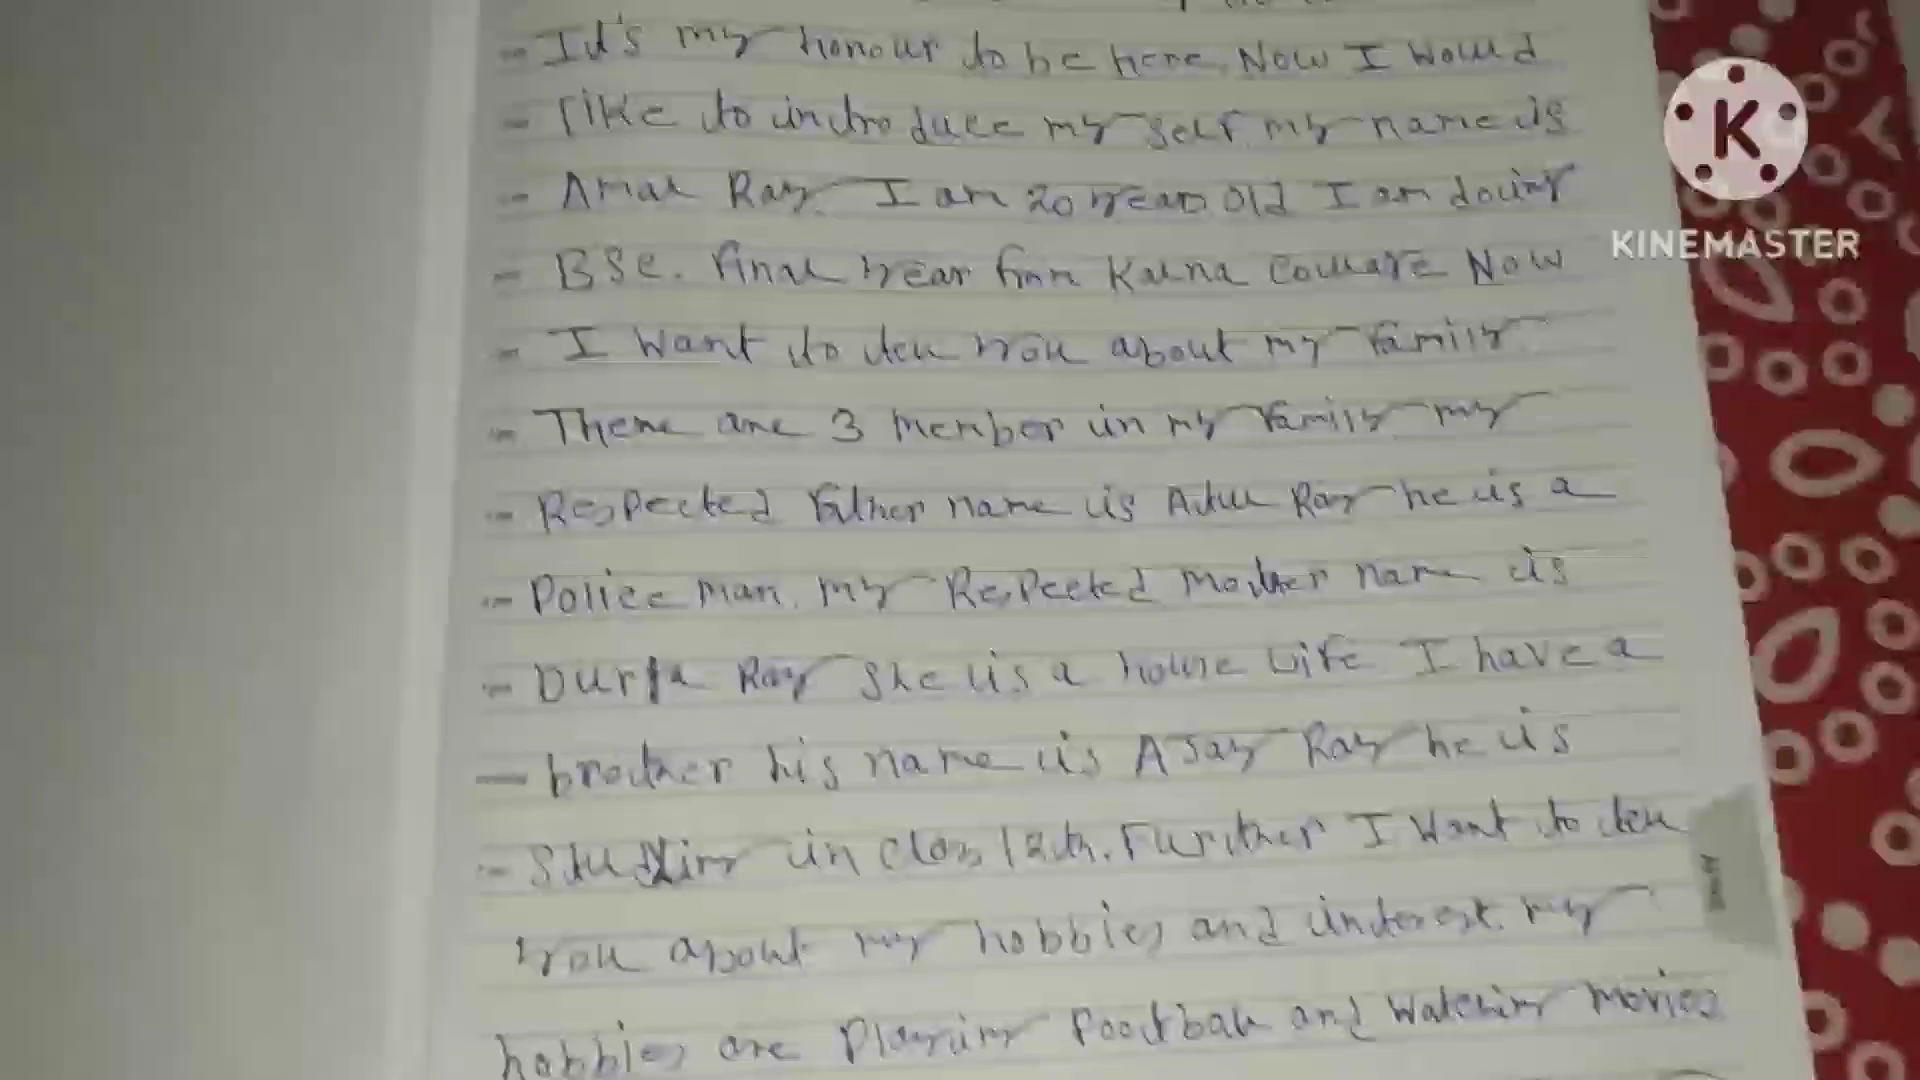 - It's my honour to be here. Now I would
- like to introduce my self. my name is
- Amal Ray. I am 20 year old I am doing
- BSc. final year from Kalna Collage Now
- I want to tell you about my family.
- There are 3 member in my family my
- Respected father name is Atul Ray he is a
- Police man. my Respected mother name is
- Durga Ray she is a house wife I have a
- brother his name is Ajay Ray he is
- Studying in class 12th. Further I want to tell
you about my hobbies and interest. my
hobbies are Playing Football and watching movies
K
KINEMASTER